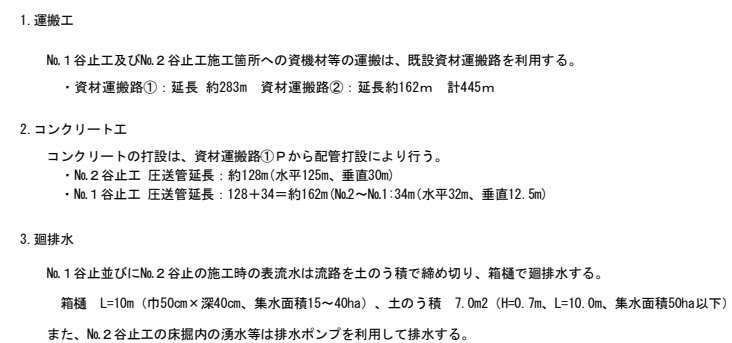 1.運搬工
№１谷止工及び№２谷止工施工箇所への資機材等の運搬は、既設資材運搬路を利用する。
・資材運搬路①：延長 約283m　資材運搬路②：延長約162ｍ　計445ｍ
2.コンクリート工
コンクリートの打設は、資材運搬路①Ｐから配管打設により行う。
・№２谷止工 圧送管延長：約128m(水平125m、垂直30m)
・№１谷止工 圧送管延長：128＋34＝約162m(№2～№1:34m(水平32m、垂直12.5m)
3.廻排水
№１谷止並びに№２谷止の施工時の表流水は流路を土のう積で締め切り、箱樋で廻排水する。
箱樋　L=10m（巾50cm×深40cm、集水面積15～40ha）、土のう積　7.0m2（H=0.7m、L=10.0m、集水面積50ha以下）
また、№２谷止工の床掘内の湧水等は排水ポンプを利用して排水する。